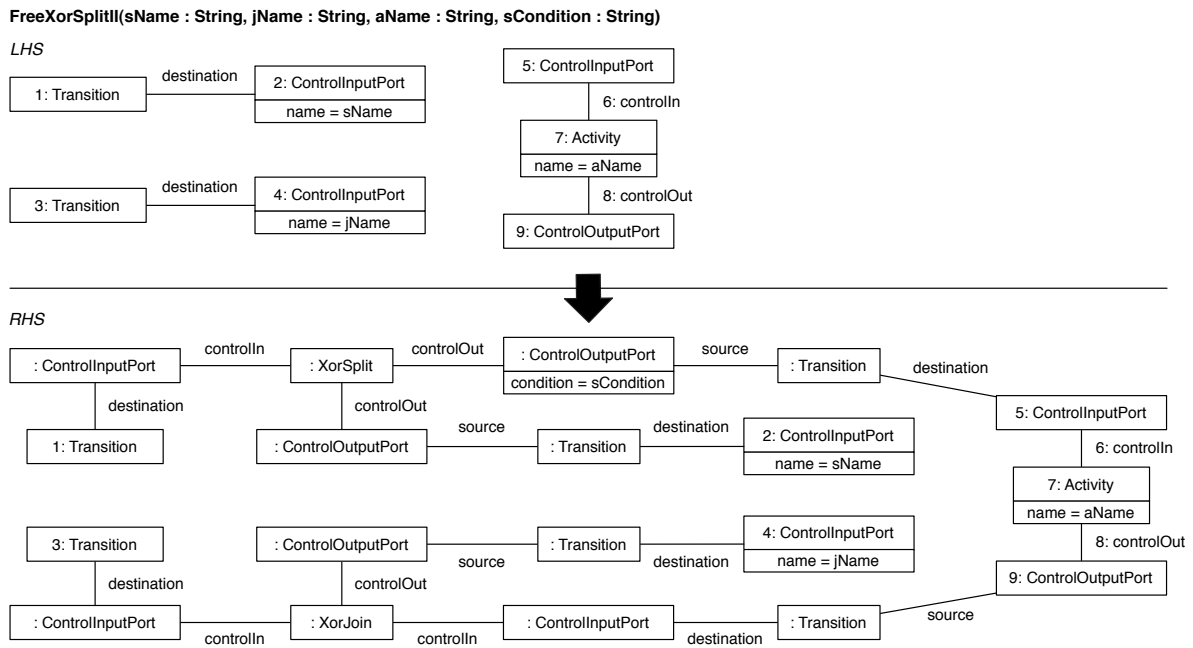 FreeXorSplitII(sName : String, jName : String, aName : String, sCondition : String)
LHS
1: Transition
destination
2: ControlInputPort
name = sName
5: ControlInputPort
6: controlIn
7: Activity
name = aName
8: controlOut
9: ControlOutputPort
3: Transition
destination
4: ControlInputPort
name = jName
RHS
: ControlInputPort
controlIn
: XorSplit
controlOut
: ControlOutputPort
condition = sCondition
source
: Transition
destination
destination
controlOut
5: ControlInputPort
1: Transition
: ControlOutputPort
source
: Transition
destination
2: ControlInputPort
name = sName
6: controlIn
7: Activity
name = aName
3: Transition
: ControlOutputPort
source
: Transition
destination
4: ControlInputPort
name = jName
8: controlOut
9: ControlOutputPort
destination
controlOut
: ControlInputPort
controlIn
: XorJoin
controlIn
: ControlInputPort
destination
: Transition
source